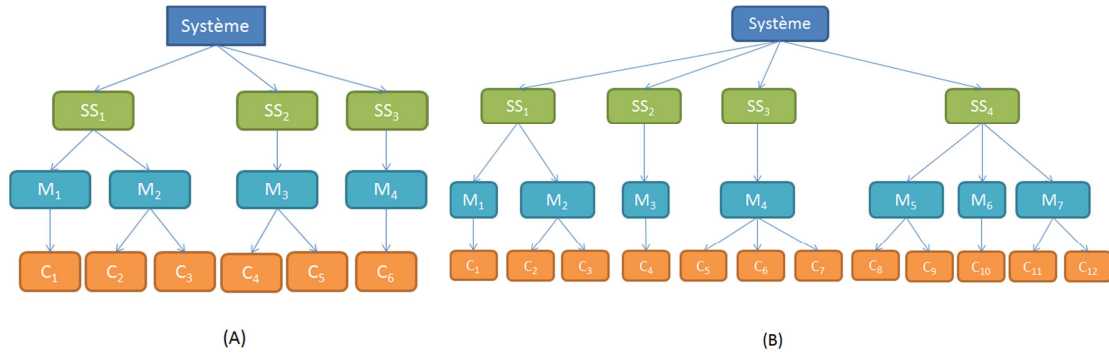 Système
SS₁ SS₂ SS₃
M₁ M₂ M₃ M₄
C₁ C₂ C₃ C₄ C₅ C₆
(A)
Système
SS₁ SS₂ SS₃ SS₄
M₁ M₂ M₃ M₄ M₅ M₆ M₇
C₁ C₂ C₃ C₄ C₅ C₆ C₇ C₈ C₉ C₁₀ C₁₁ C₁₂
(B)